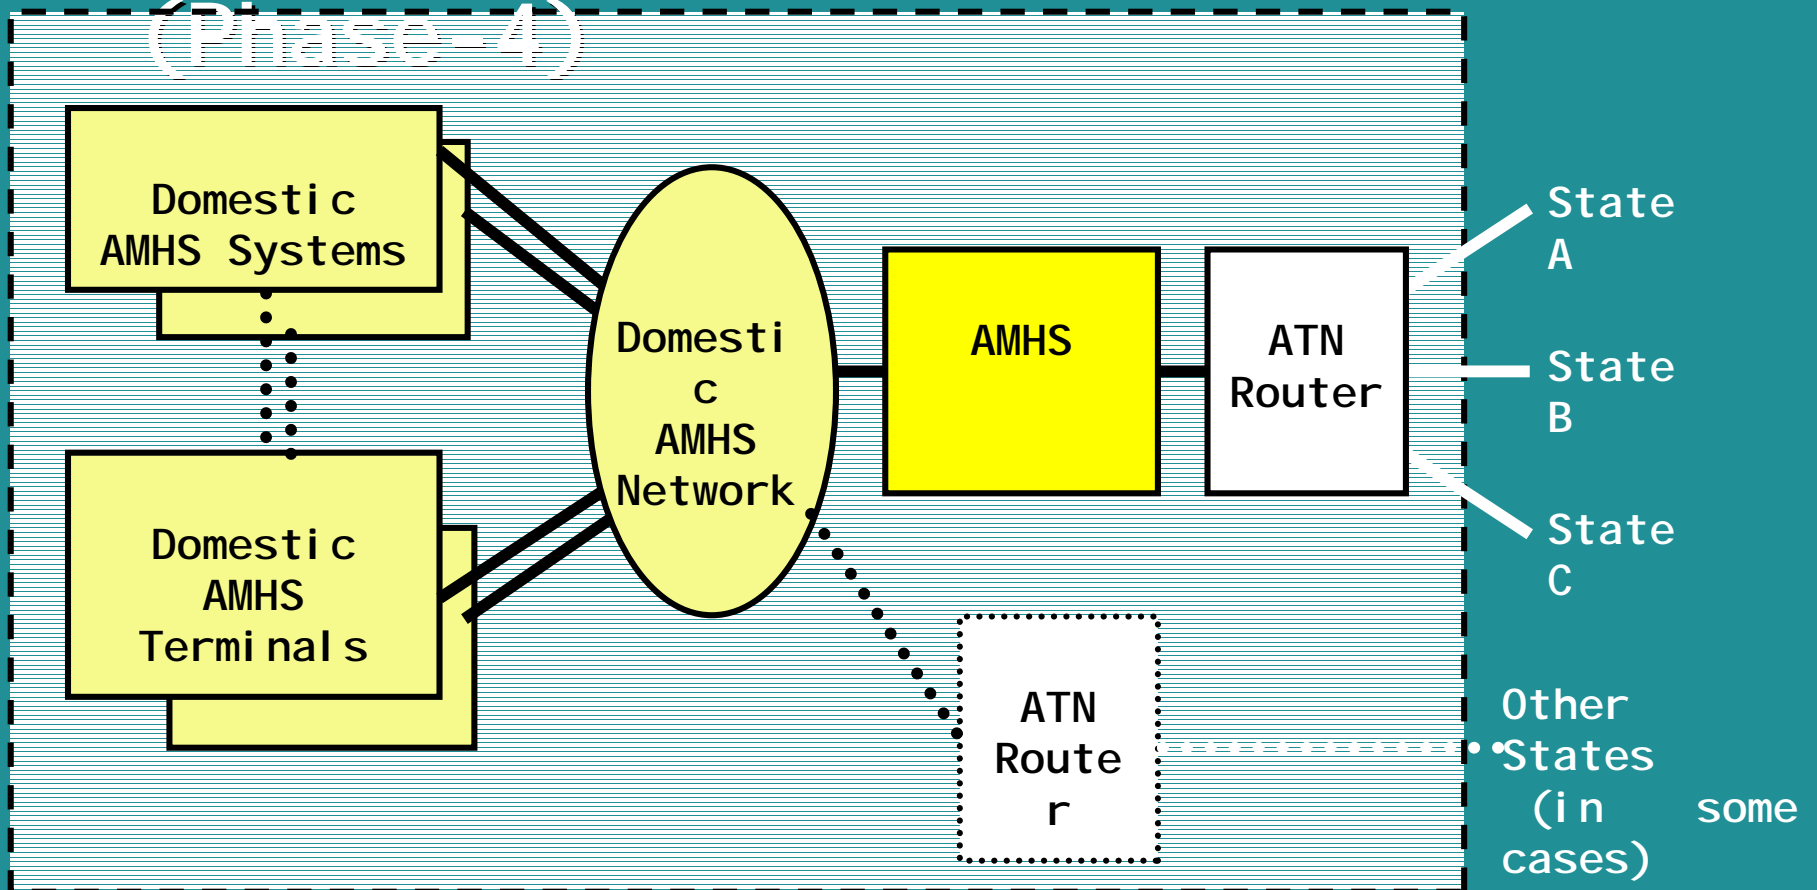 (Phase-4)
Domestic
AMHS Systems
Domesti
c
AMHS
Network
AMHS
ATN
Router
State
A
State
B
State
C
Domestic
AMHS
Terminals
ATN
Route
r
Other
States
(in some
cases)